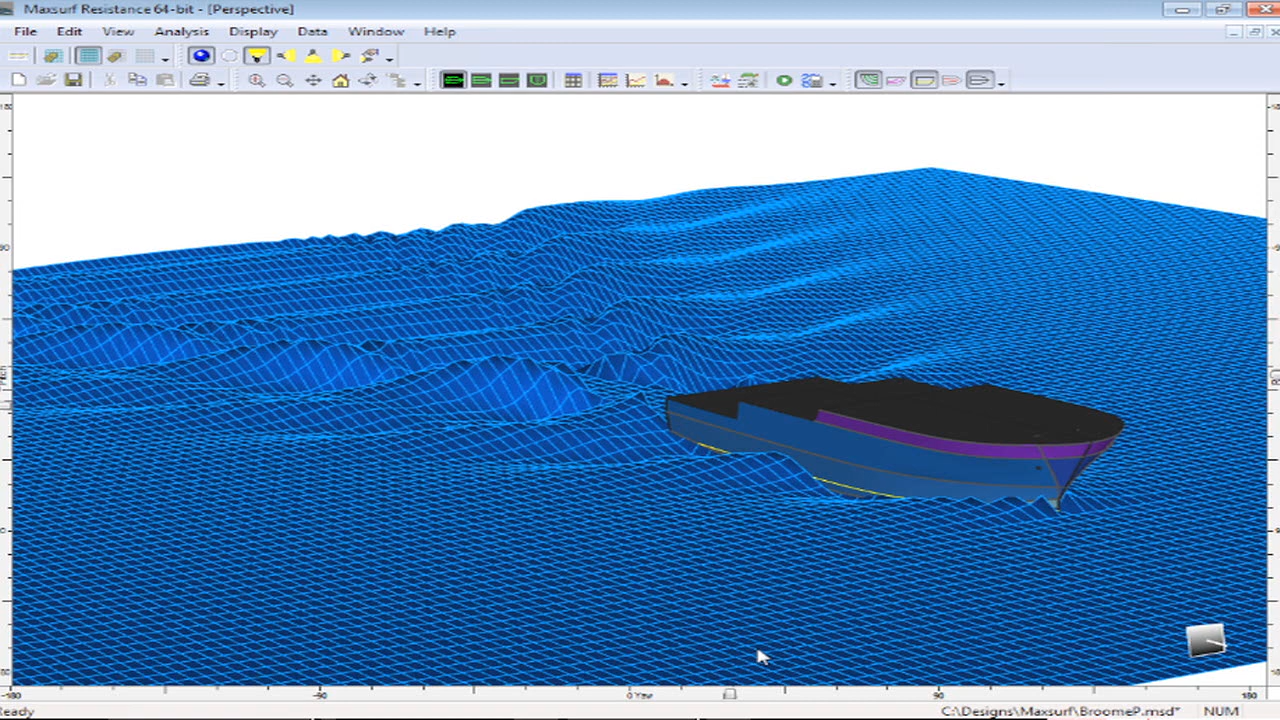 Maxsurf Resistance 64-bit - [Perspective]
File Edit View Analysis Display Data Window Help
-180 -90 0 Yaw 90 180
Ready C:\Designs\Maxsurf\BroomeP.msd* NUM